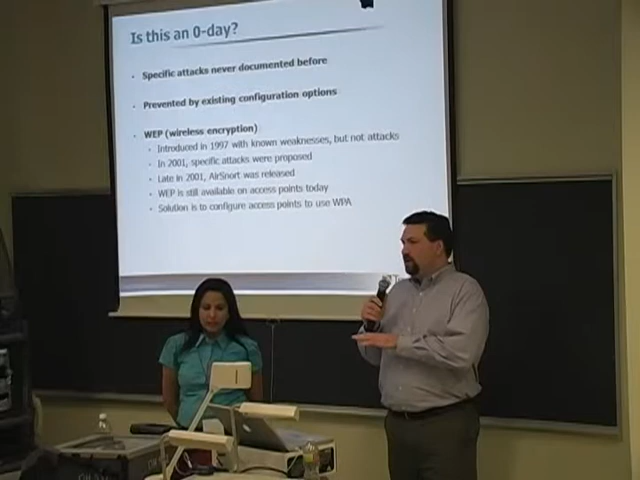 Is this an 0-day?
Specific attacks never documented before
Prevented by existing configuration options
WEP (wireless encryption)
Introduced in 1997 with known weaknesses, but not attacks
In 2001, specific attacks were proposed
Late in 2001, AirSnort was released
WEP is still available on access points today
Solution is to configure access points to use WPA